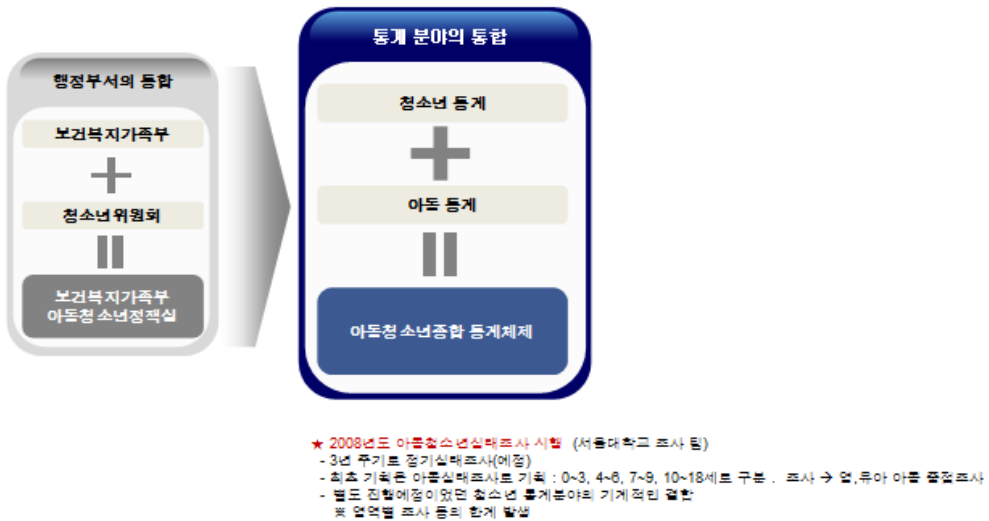 행정부서의 통합
보건복지가족부
+
청소년위원회
=
보건복지가족부
아동청소년정책실
통계 분야의 통합
청소년 통계
+
아동 통계
=
아동청소년종합 통계체제
★ 2008년도 아동청소년실태조사 시행 (서울대학교 조사 팀)
- 3년 주기로 정기실태조사(예정)
- 최초 기획은 아동실태조사로 기획 : 0~3, 4~6, 7~9, 10~18세로 구분 . 조사 → 영,유아 아동 중점조사
- 별도 진행예정이었던 청소년 통계분야의 기계적인 결합
※ 영역별 조사 등의 한계 발생